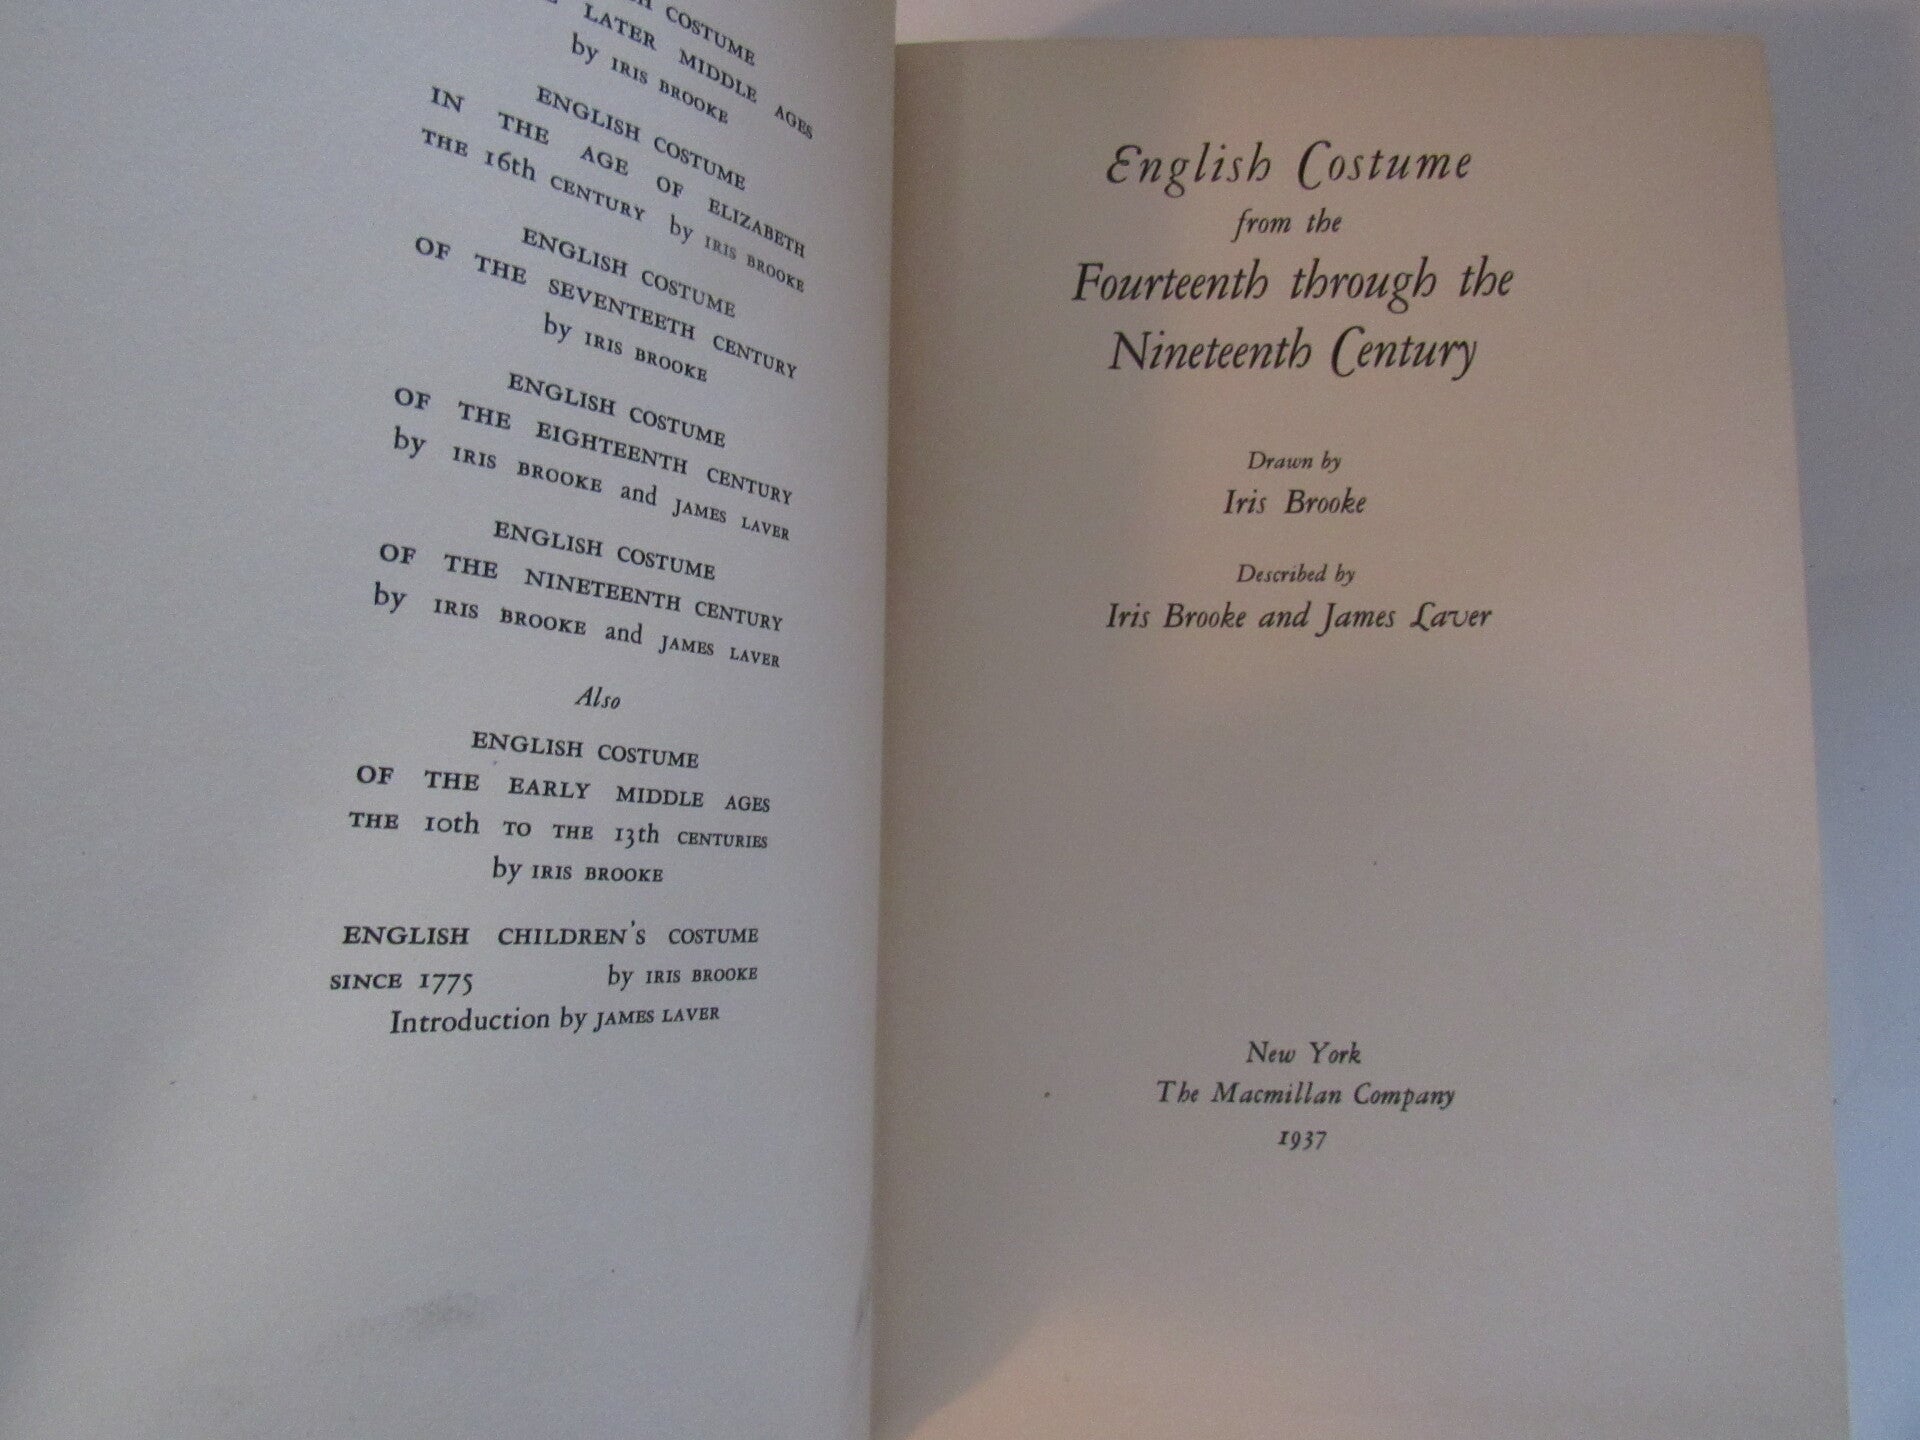 COSTUME
LATER MIDDLE AGES
by IRIS BROOKE
ENGLISH COSTUME
IN THE AGE OF ELIZABETH
THE 16th CENTURY by IRIS BROOKE
ENGLISH COSTUME
OF THE SEVENTEETH CENTURY
by IRIS BROOKE
ENGLISH COSTUME
OF THE EIGHTEENTH CENTURY
by IRIS BROOKE and JAMES LAVER
ENGLISH COSTUME
OF THE NINETEENTH CENTURY
by IRIS BROOKE and JAMES LAVER
Also
ENGLISH COSTUME
OF THE EARLY MIDDLE AGES
THE 10th TO THE 13th CENTURIES
by IRIS BROOKE
ENGLISH CHILDREN'S COSTUME
SINCE 1775 by IRIS BROOKE
Introduction by JAMES LAVER
English Costume
from the
Fourteenth through the
Nineteenth Century
Drawn by
Iris Brooke
Described by
Iris Brooke and James Laver
New York
The Macmillan Company
1937